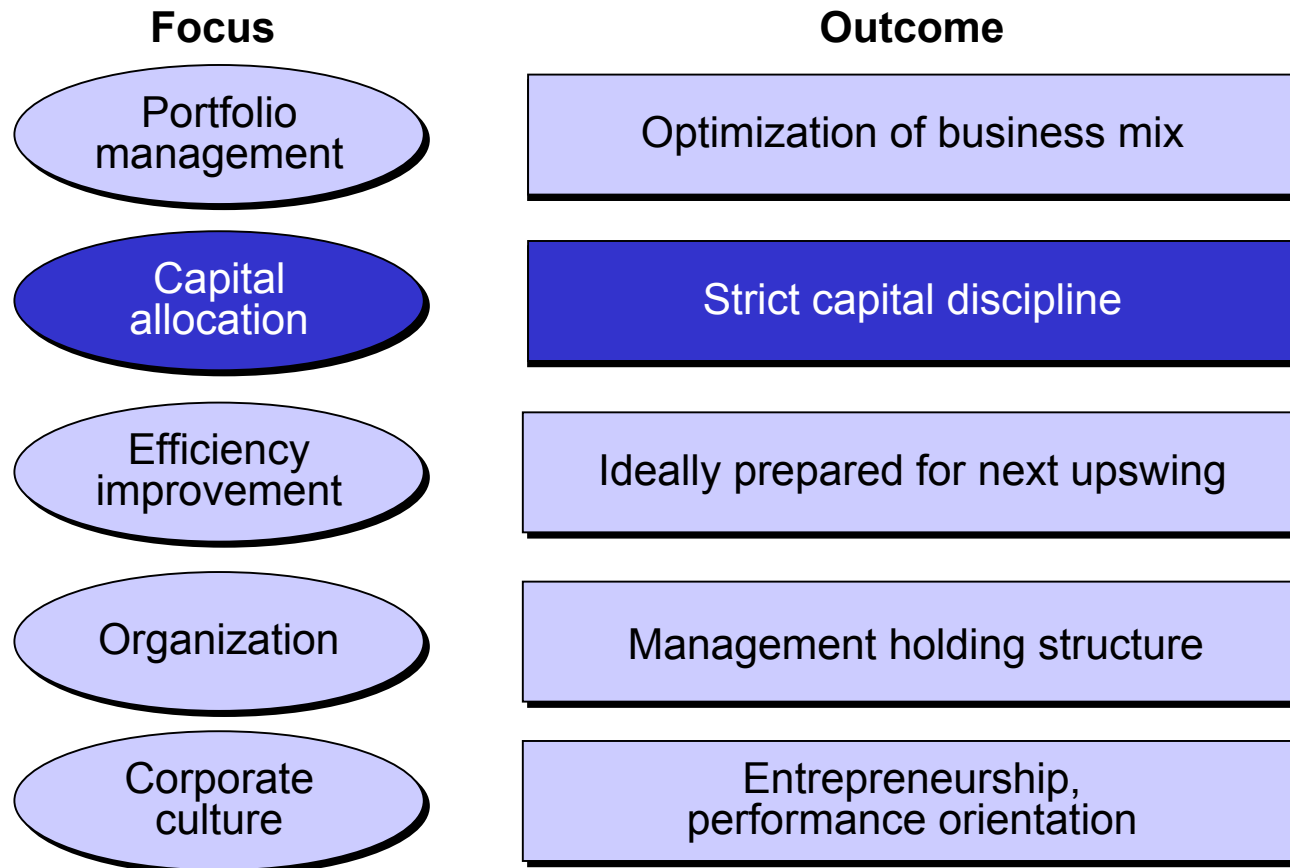 Focus
Outcome
Portfolio
management
Optimization of business mix
Capital
allocation
Strict capital discipline
Efficiency
improvement
Ideally prepared for next upswing
Organization
Management holding structure
Corporate
culture
Entrepreneurship,
performance orientation